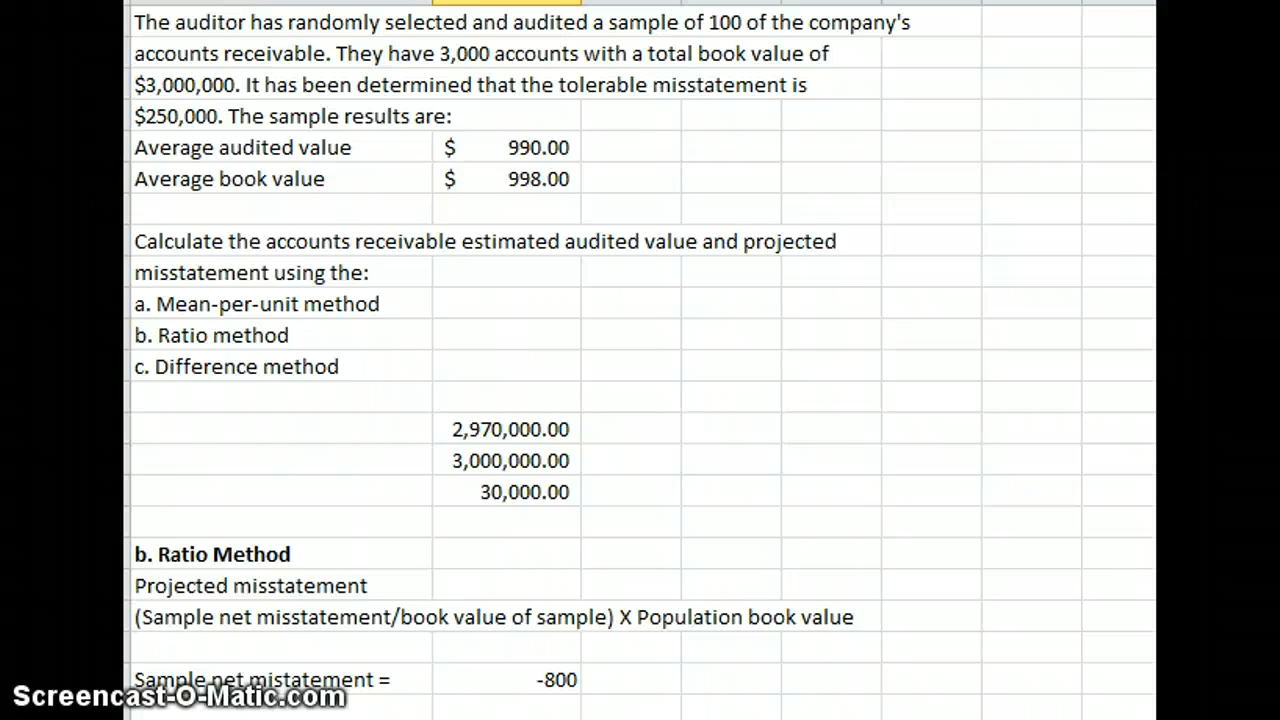 The auditor has randomly selected and audited a sample of 100 of the company's
accounts receivable. They have 3,000 accounts with a total book value of
$3,000,000. It has been determined that the tolerable misstatement is
$250,000. The sample results are:
Average audited value $ 990.00
Average book value $ 998.00
Calculate the accounts receivable estimated audited value and projected
misstatement using the:
a. Mean-per-unit method
b. Ratio method
c. Difference method
2,970,000.00
3,000,000.00
30,000.00
b. Ratio Method
Projected misstatement
(Sample net misstatement/book value of sample) X Population book value
Sample net mistatement = -800
Screencast-O-Matic.com